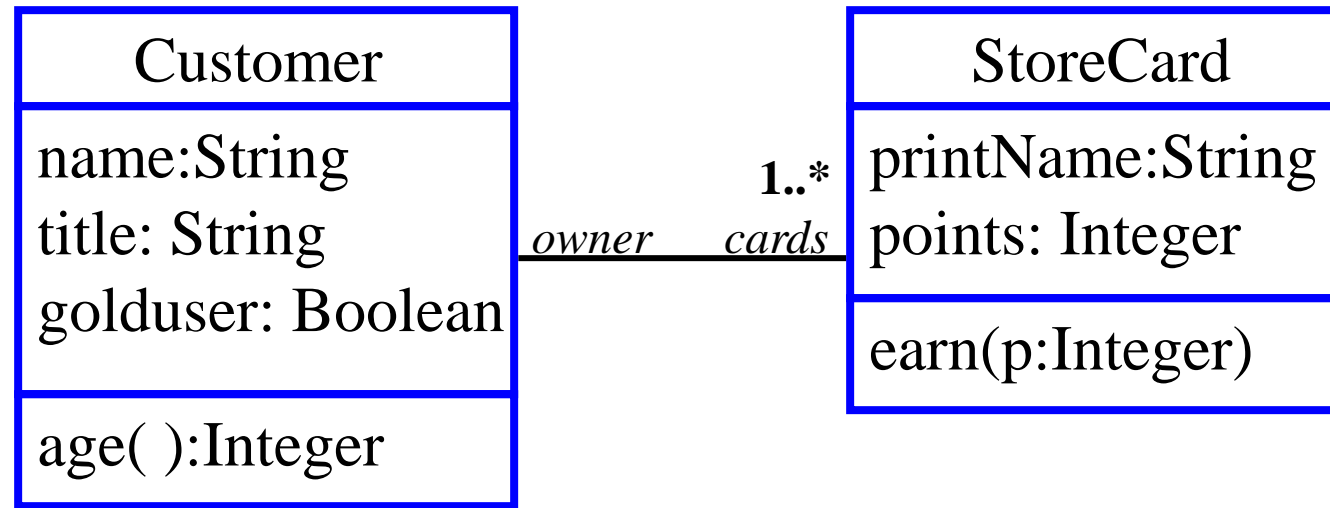 Customer
name:String
title: String
golduser: Boolean
age( ):Integer
owner
1..*
cards
StoreCard
printName:String
points: Integer
earn(p:Integer)